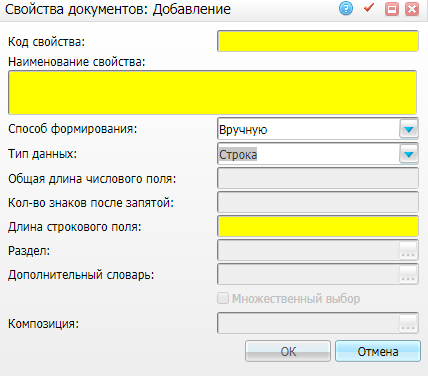 Свойства документов: Добавление
Код свойства:
Наименование свойства:
Способ формирования: Вручную
Тип данных: Строка
Общая длина числового поля:
Кол-во знаков после запятой:
Длина строкового поля:
Раздел: ...
Дополнительный словарь: ...
Множественный выбор
Композиция: ...
ОК Отмена